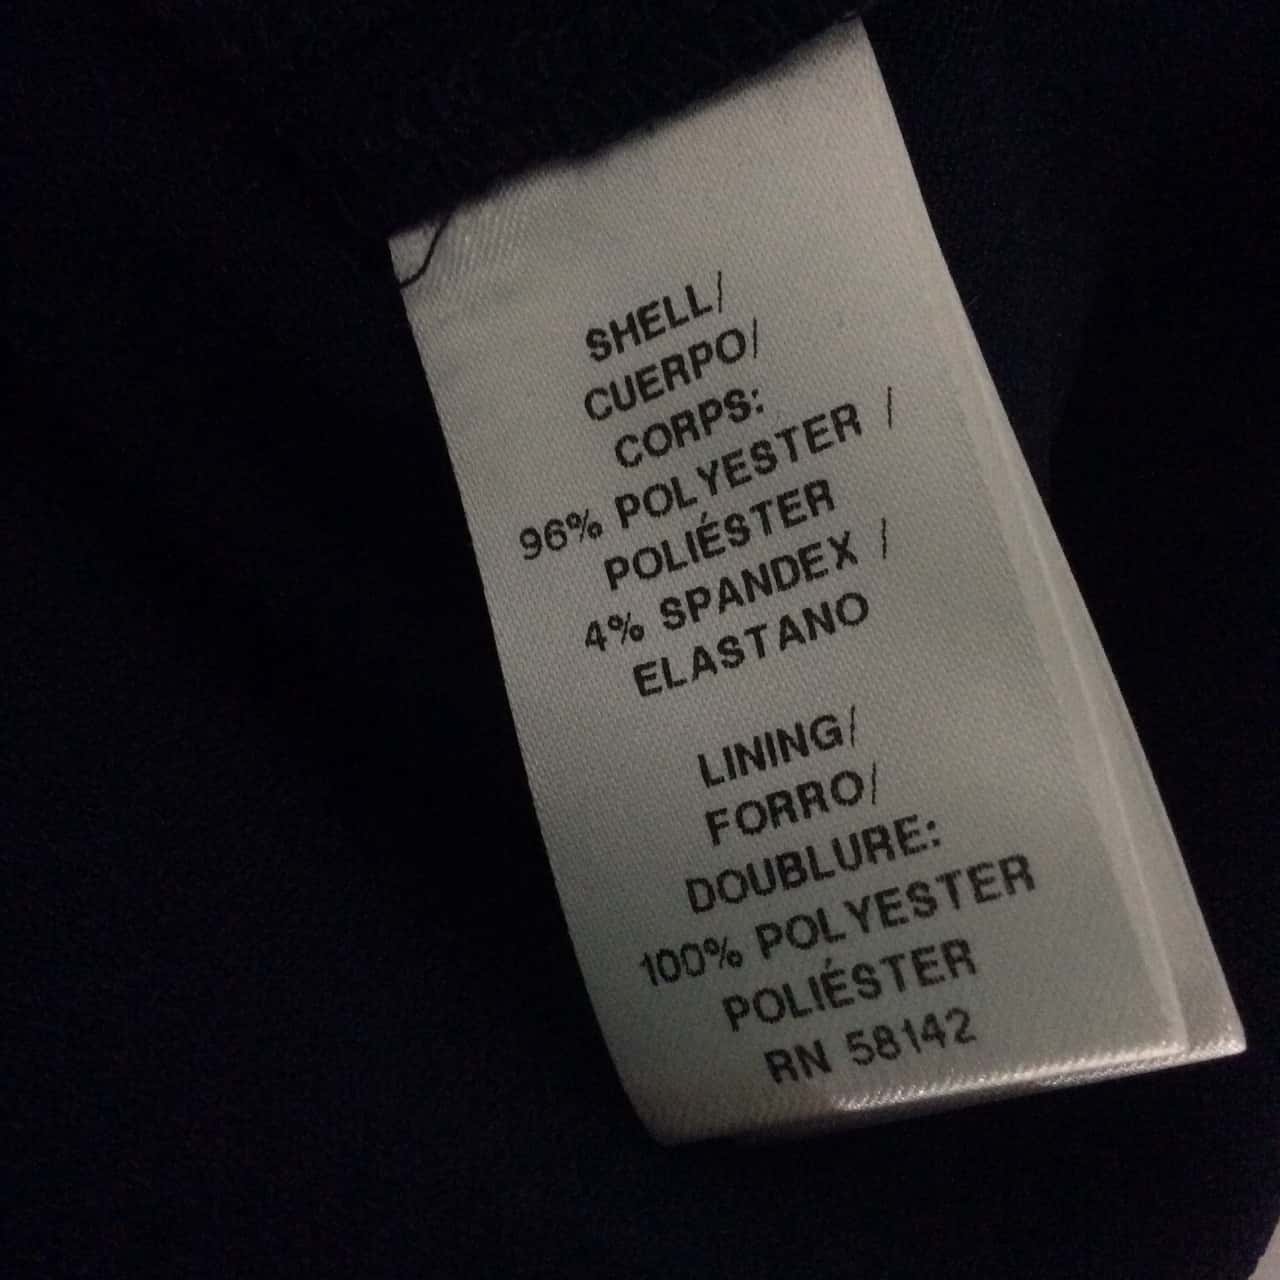 SHELL/
CUERPO/
CORPS:
96% POLYESTER /
POLIÉSTER
4% SPANDEX /
ELASTANO
LINING/
FORRO/
DOUBLURE:
100% POLYESTER
POLIÉSTER
RN 58142